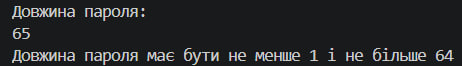 Довжина пароля:
65
Довжина пароля має бути не менше 1 і не більше 64